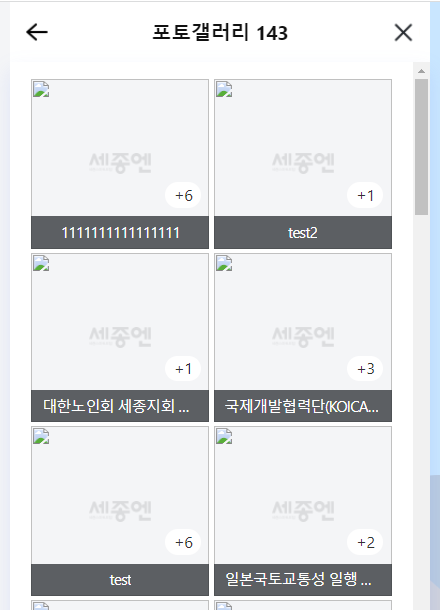 포토갤러리 143
세종엔
세종엔
+6
+1
1111111111111111
test2
세종엔
세종엔
+1
+3
대한노인회 세종지회 ...
국제개발협력단(KOICA...
세종엔
세종엔
+6
+2
test
일본국토교통성 일행 ...